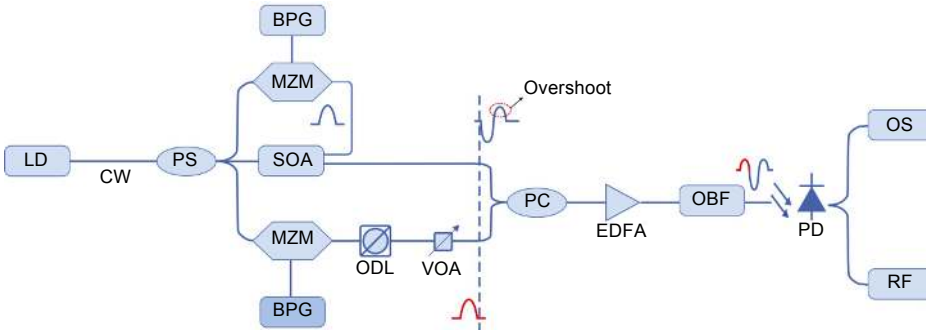 BPG
MZM
Overshoot
LD
CW
PS
SOA
PC
EDFA
OBF
PD
OS
MZM
ODL
VOA
BPG
RF